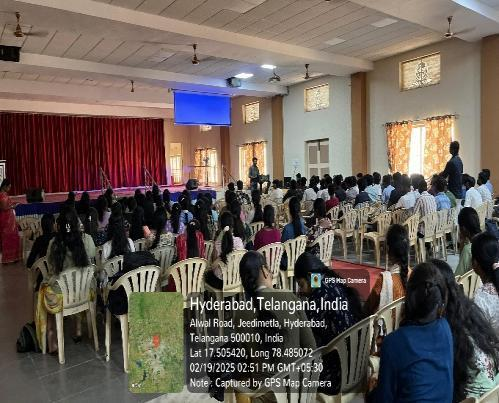 GPS Map Camera
Hyderabad,Telangana,India
Alwal Road, Jeedimetla, Hyderabad,
Telangana 500010, India
Lat 17.505420, Long 78.485072
02/19/2025 02:51 PM GMT+05:30
Note : Captured by GPS Map Camera